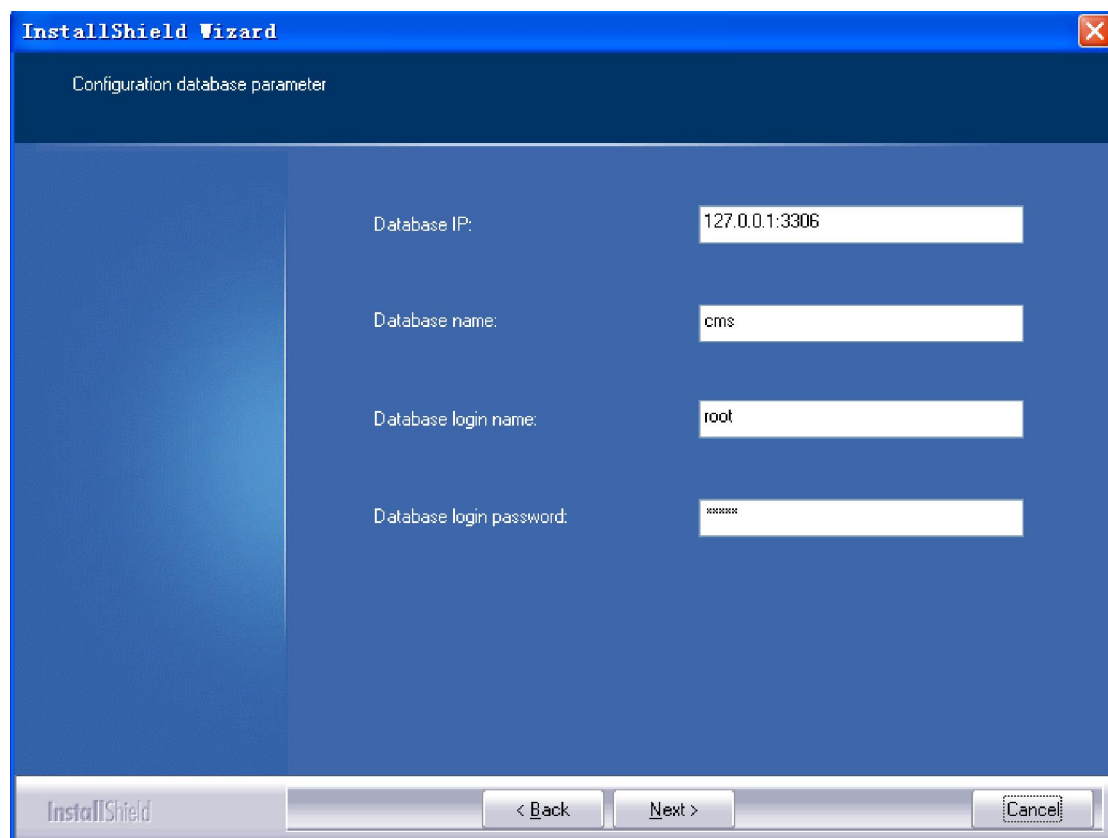 InstallShield Wizard
Configuration database parameter
Database IP: 127.0.0.1:3306
Database name: cms
Database login name: root
Database login password: *****
InstallShield < Back Next > Cancel